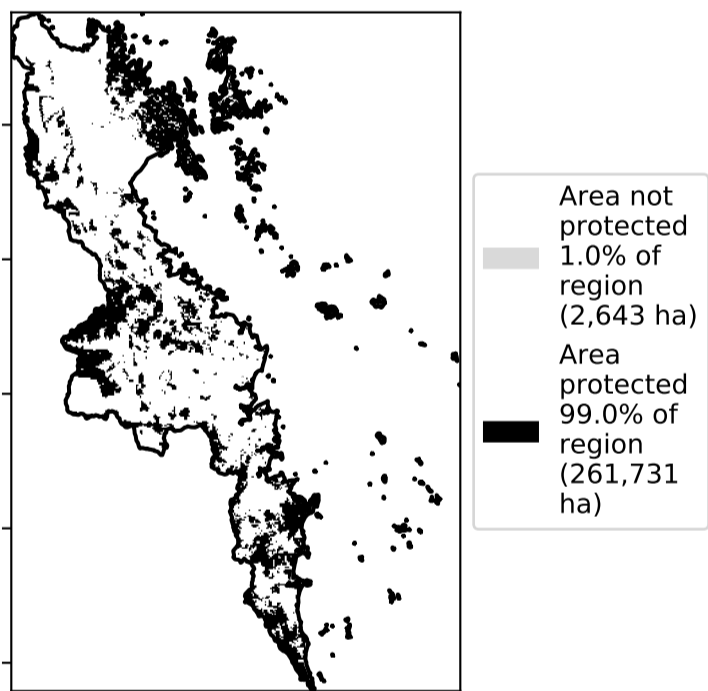 Area not
protected
1.0% of
region
(2,643 ha)
Area
protected
99.0% of
region
(261,731
ha)